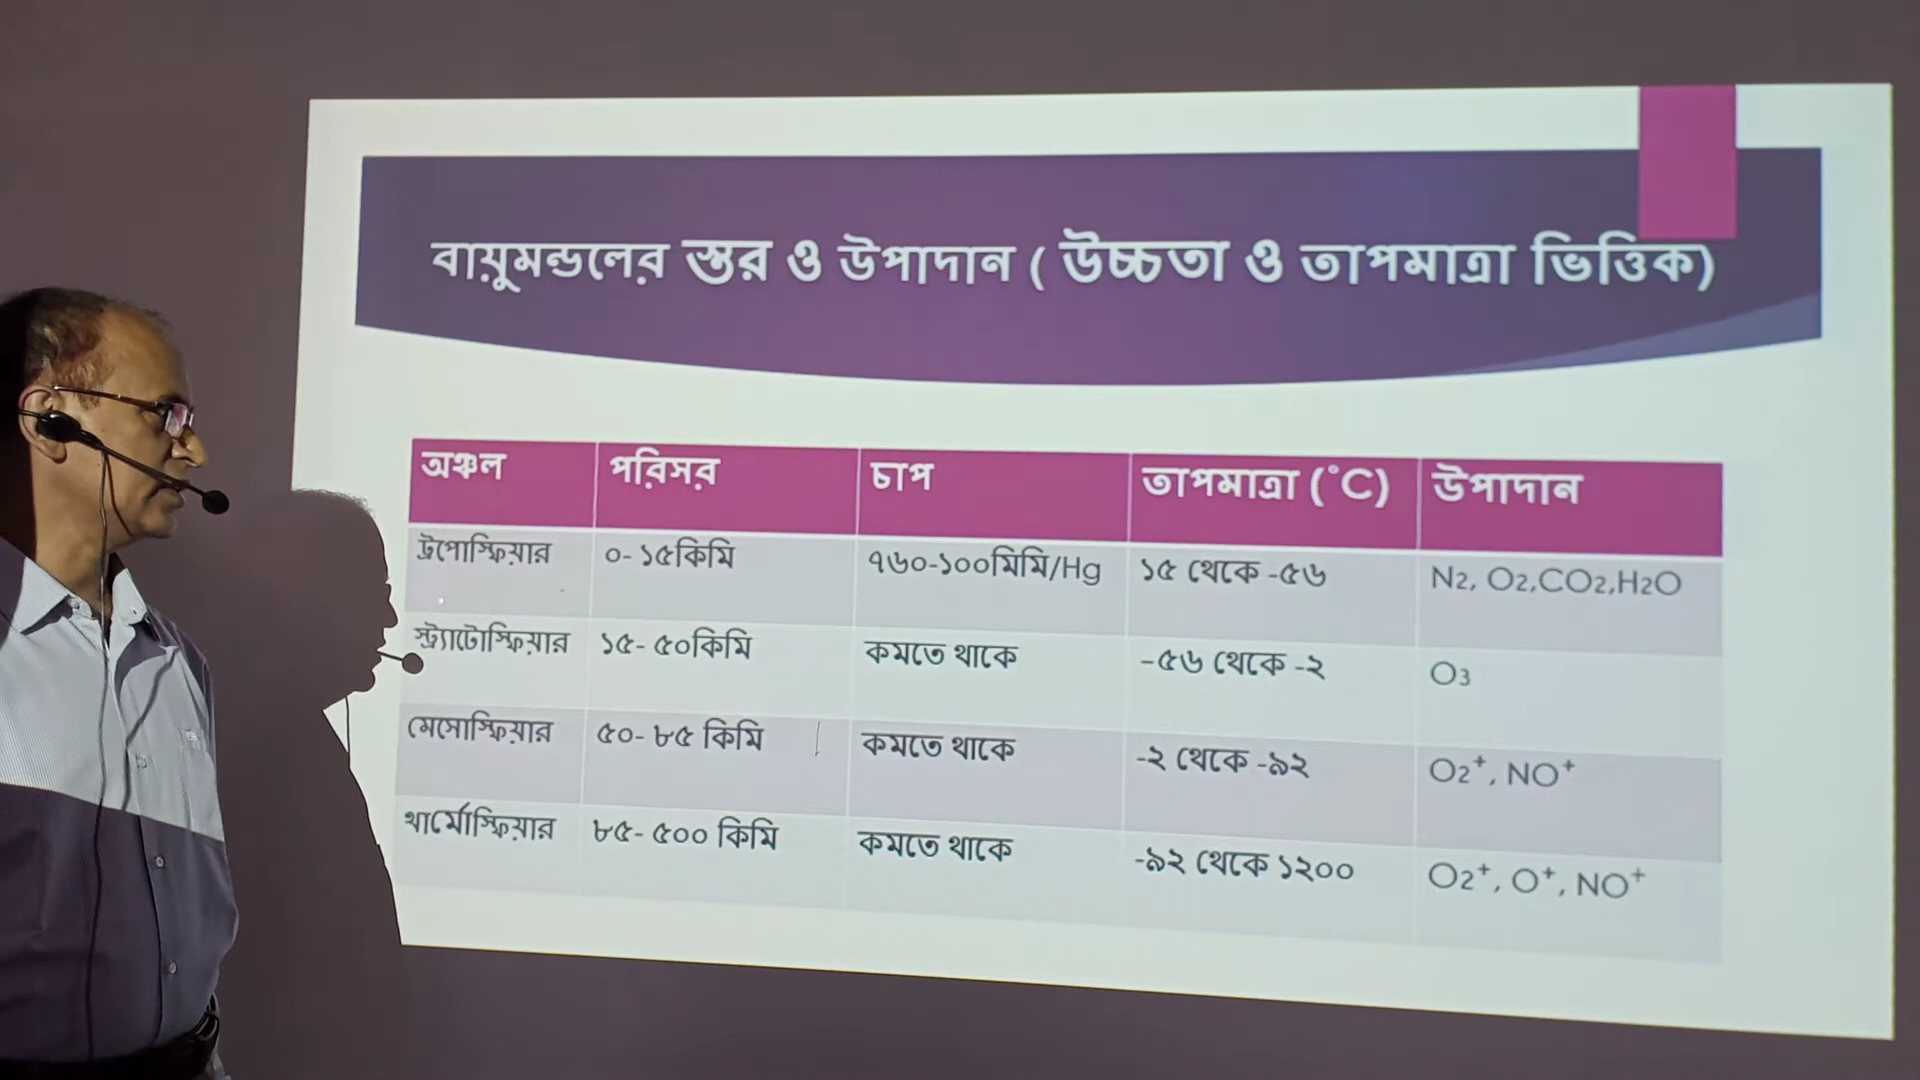 বায়ুমন্ডলের স্তর ও উপাদান ( উচ্চতা ও তাপমাত্রা ভিত্তিক)
অঞ্চল পরিসর চাপ তাপমাত্রা (°C) উপাদান
ট্রপোস্ফিয়ার ০- ১৫কিমি ৭৬০-১০০মিমি/Hg ১৫ থেকে -৫৬ N2, O2,CO2,H2O
স্ট্র্যাটোস্ফিয়ার ১৫- ৫০কিমি কমতে থাকে -৫৬ থেকে -২ O3
মেসোস্ফিয়ার ৫০- ৮৫ কিমি কমতে থাকে -২ থেকে -৯২ O2⁺, NO⁺
থার্মোস্ফিয়ার ৮৫- ৫০০ কিমি কমতে থাকে -৯২ থেকে ১২০০ O2⁺, O⁺, NO⁺